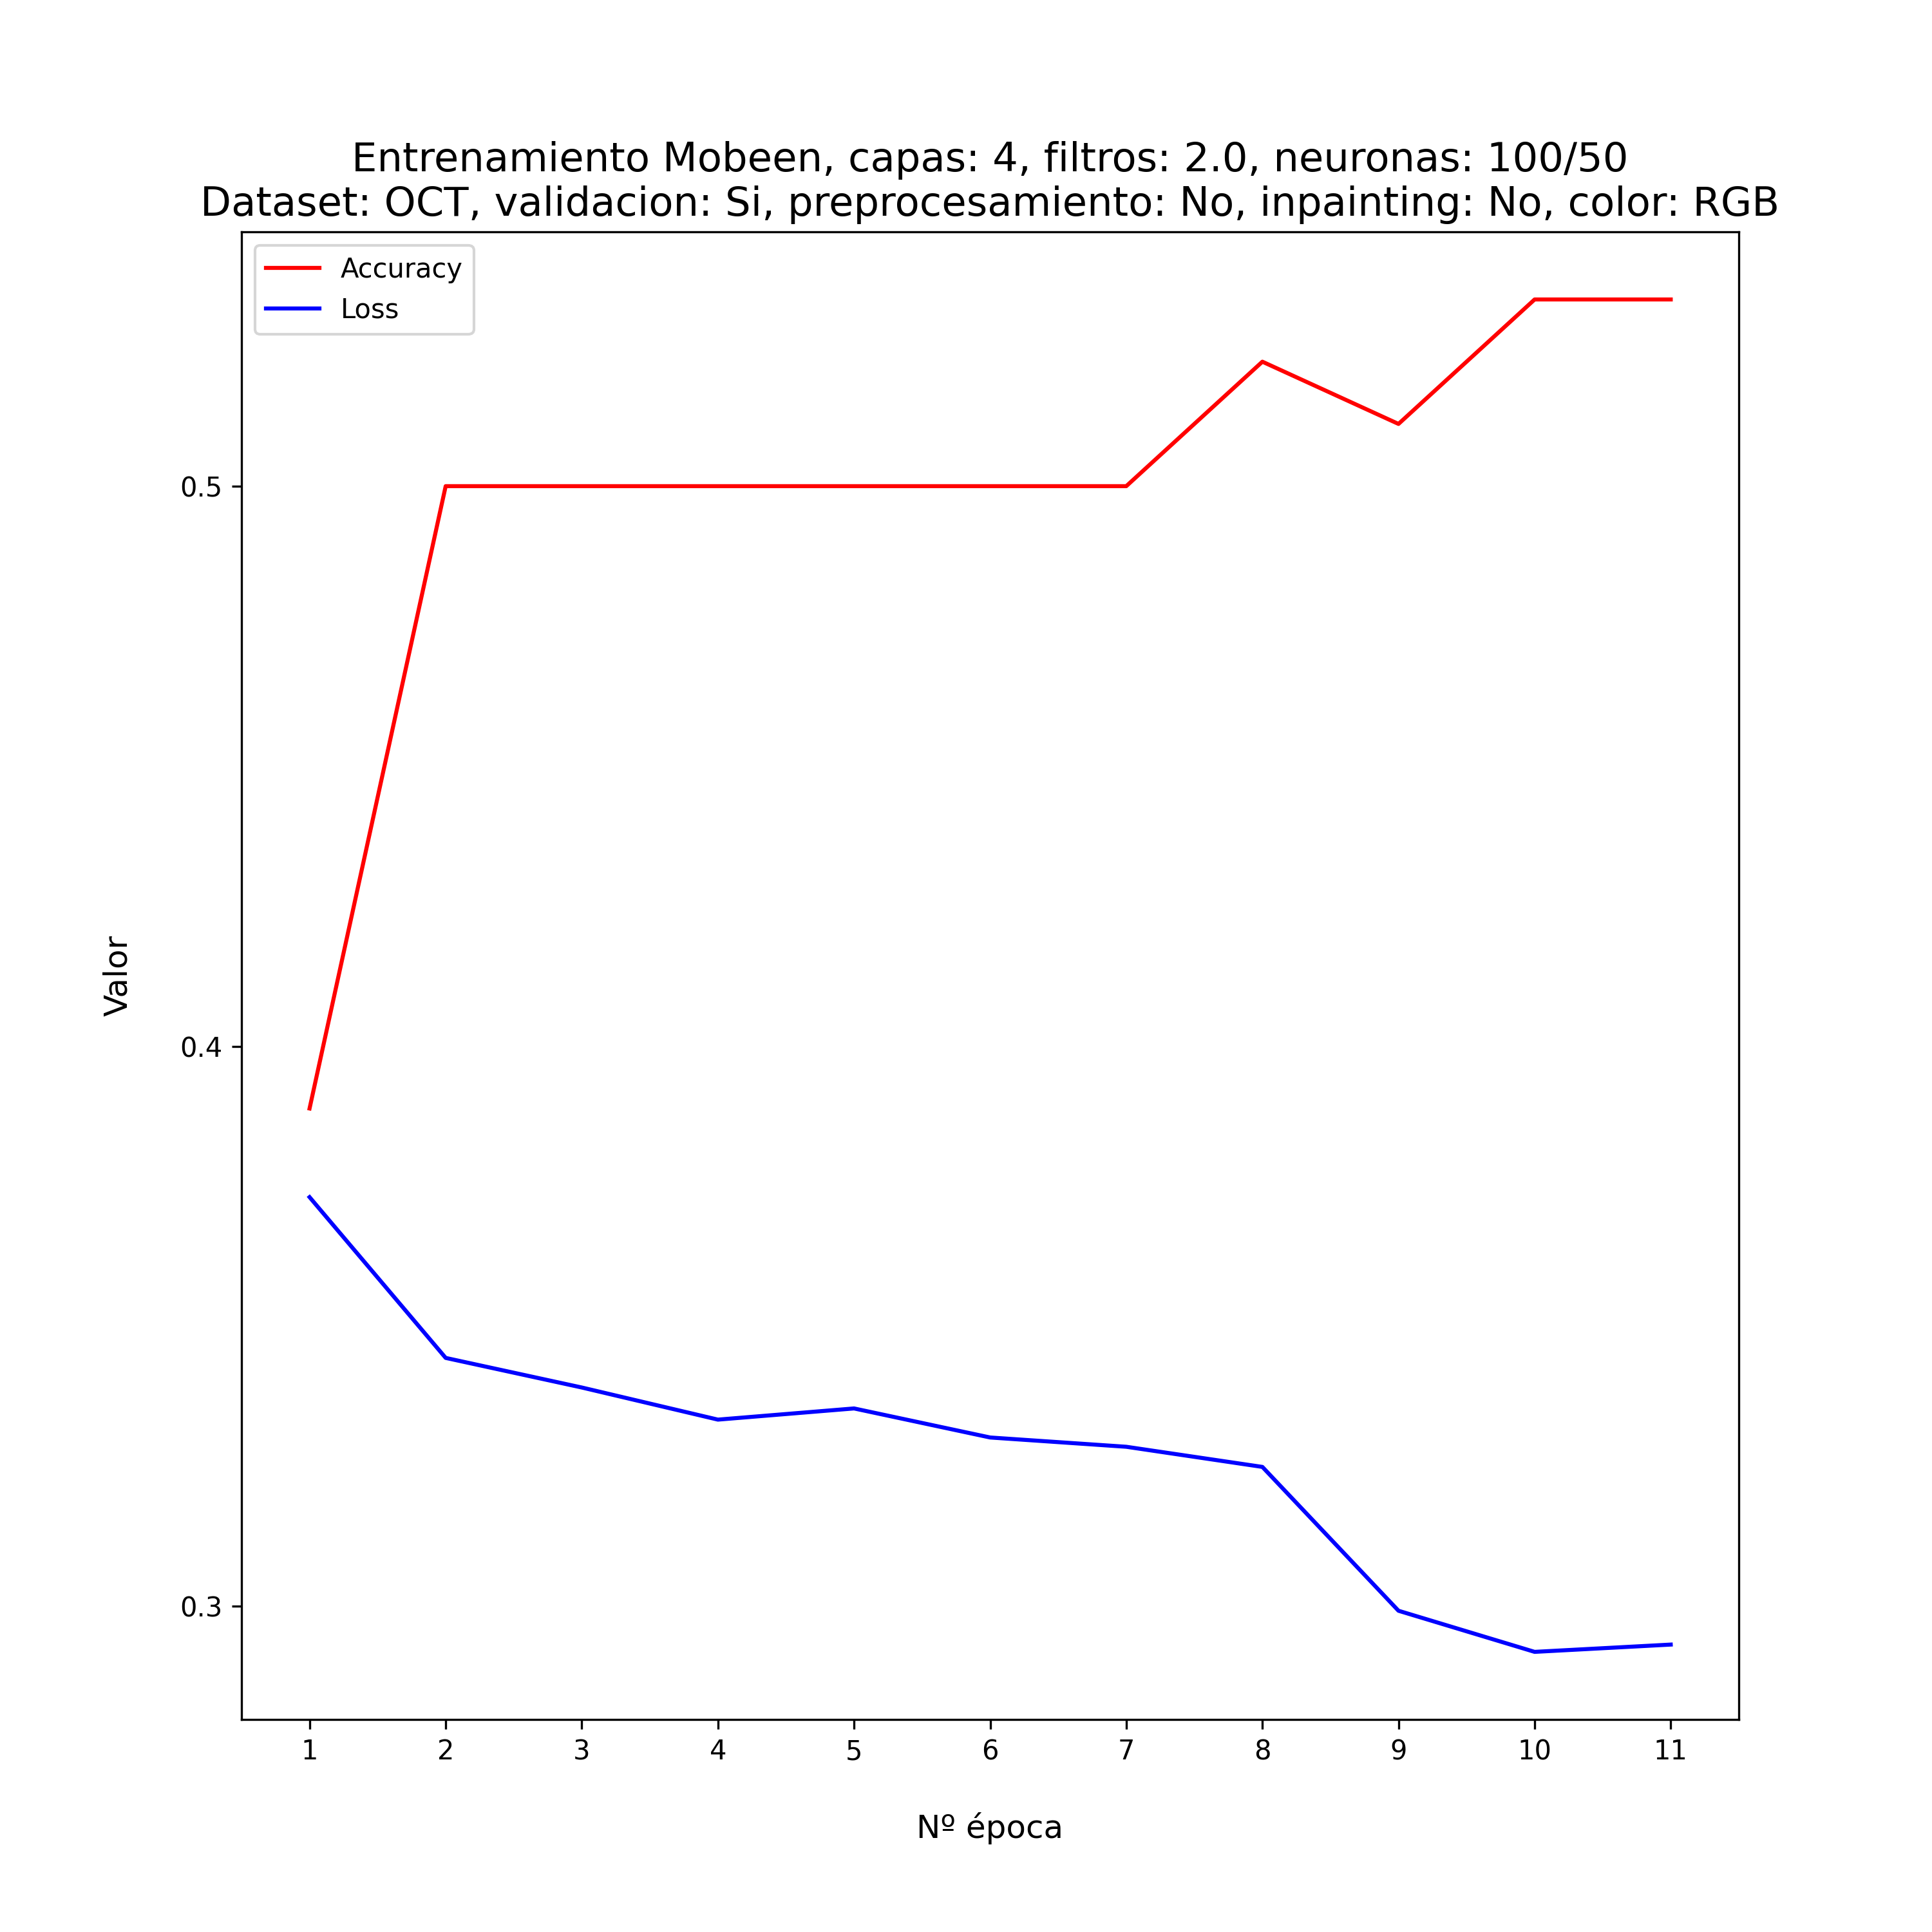 Entrenamiento Mobeen, capas: 4, filtros: 2.0, neuronas: 100/50
Dataset: OCT, validacion: Si, preprocesamiento: No, inpainting: No, color: RGB
Accuracy
Loss
0.5
0.4
0.3
Valor
1 2 3 4 5 6 7 8 9 10 11
Nº época